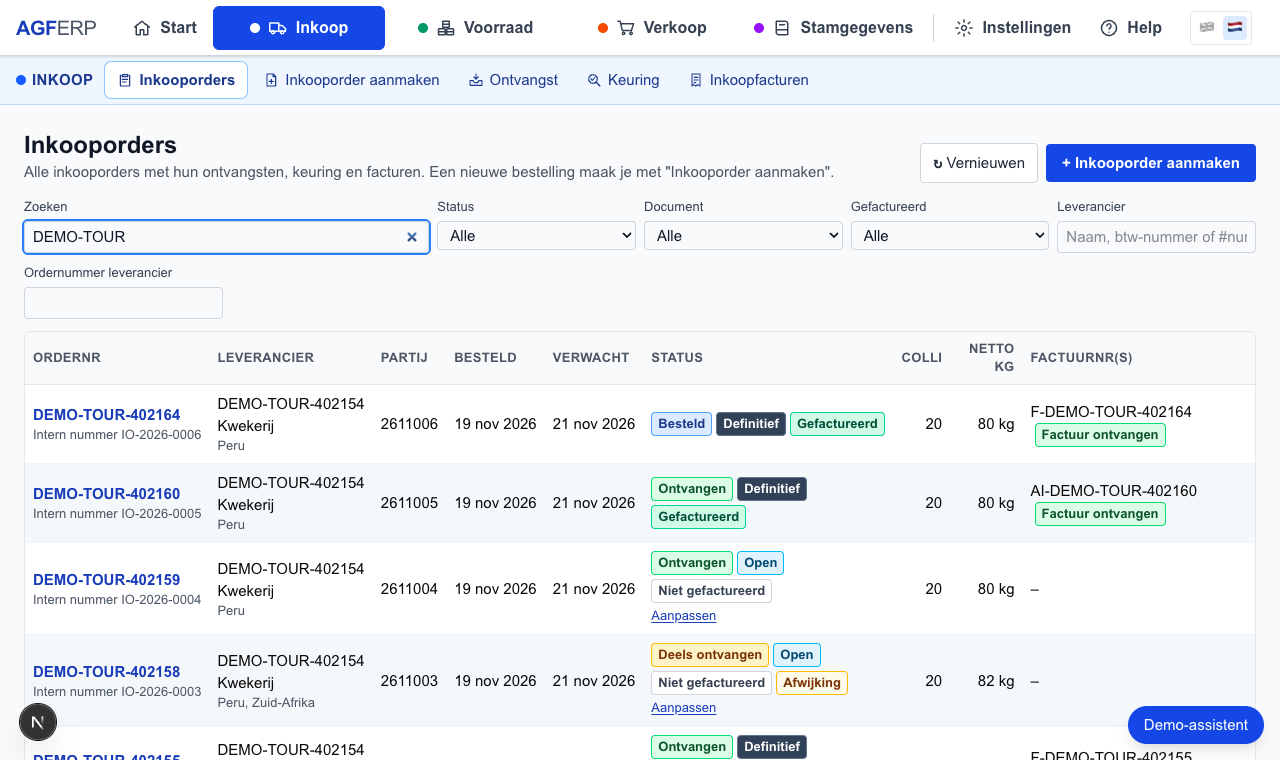 AGFERP
Start
Inkoop
Voorraad
Verkoop
Stamgegevens
Instellingen
Help
INKOOP
Inkooporders
Inkooporder aanmaken
Ontvangst
Keuring
Inkoopfacturen
Inkooporders
Alle inkooporders met hun ontvangsten, keuring en facturen. Een nieuwe bestelling maak je met "Inkooporder aanmaken".
↻ Vernieuwen
+ Inkooporder aanmaken
Zoeken
Status
Document
Gefactureerd
Leverancier
DEMO-TOUR
Alle
Alle
Alle
Naam, btw-nummer of #nur
Ordernummer leverancier
ORDERNR LEVERANCIER PARTIJ BESTELD VERWACHT STATUS COLLI NETTO KG FACTUURNR(S)
DEMO-TOUR-402164
Intern nummer IO-2026-0006
DEMO-TOUR-402154
Kwekerij
Peru
2611006 19 nov 2026 21 nov 2026
Besteld Definitief Gefactureerd
20 80 kg
F-DEMO-TOUR-402164
Factuur ontvangen
DEMO-TOUR-402160
Intern nummer IO-2026-0005
DEMO-TOUR-402154
Kwekerij
Peru
2611005 19 nov 2026 21 nov 2026
Ontvangen Definitief
Gefactureerd
20 80 kg
AI-DEMO-TOUR-402160
Factuur ontvangen
DEMO-TOUR-402159
Intern nummer IO-2026-0004
DEMO-TOUR-402154
Kwekerij
Peru
2611004 19 nov 2026 21 nov 2026
Ontvangen Open
Niet gefactureerd
Aanpassen
20 80 kg –
DEMO-TOUR-402158
Intern nummer IO-2026-0003
DEMO-TOUR-402154
Kwekerij
Peru, Zuid-Afrika
2611003 19 nov 2026 21 nov 2026
Deels ontvangen Open
Niet gefactureerd Afwijking
Aanpassen
20 82 kg –
N
Demo-assistent
DEMO-TOUR-402155
DEMO-TOUR-402154
Ontvangen Definitief
F-DEMO-TOUR-402155